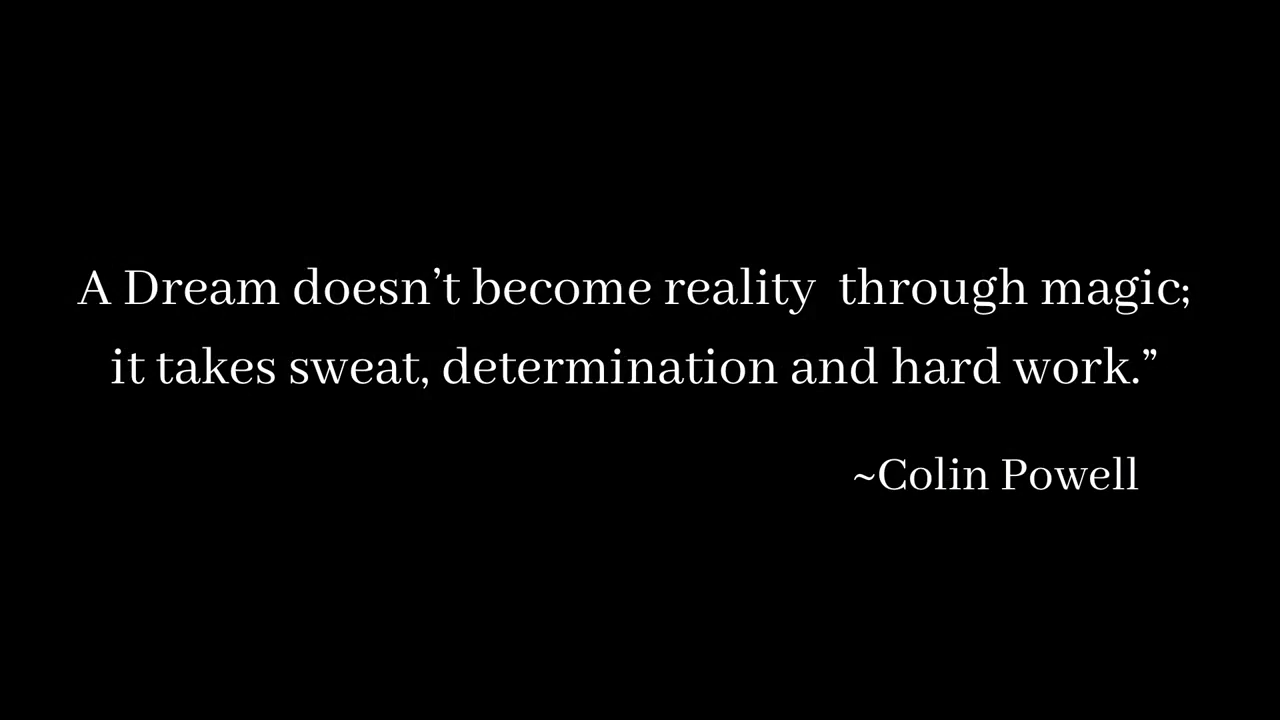 A Dream doesn’t become reality  through magic;
it takes sweat, determination and hard work.”
~Colin Powell